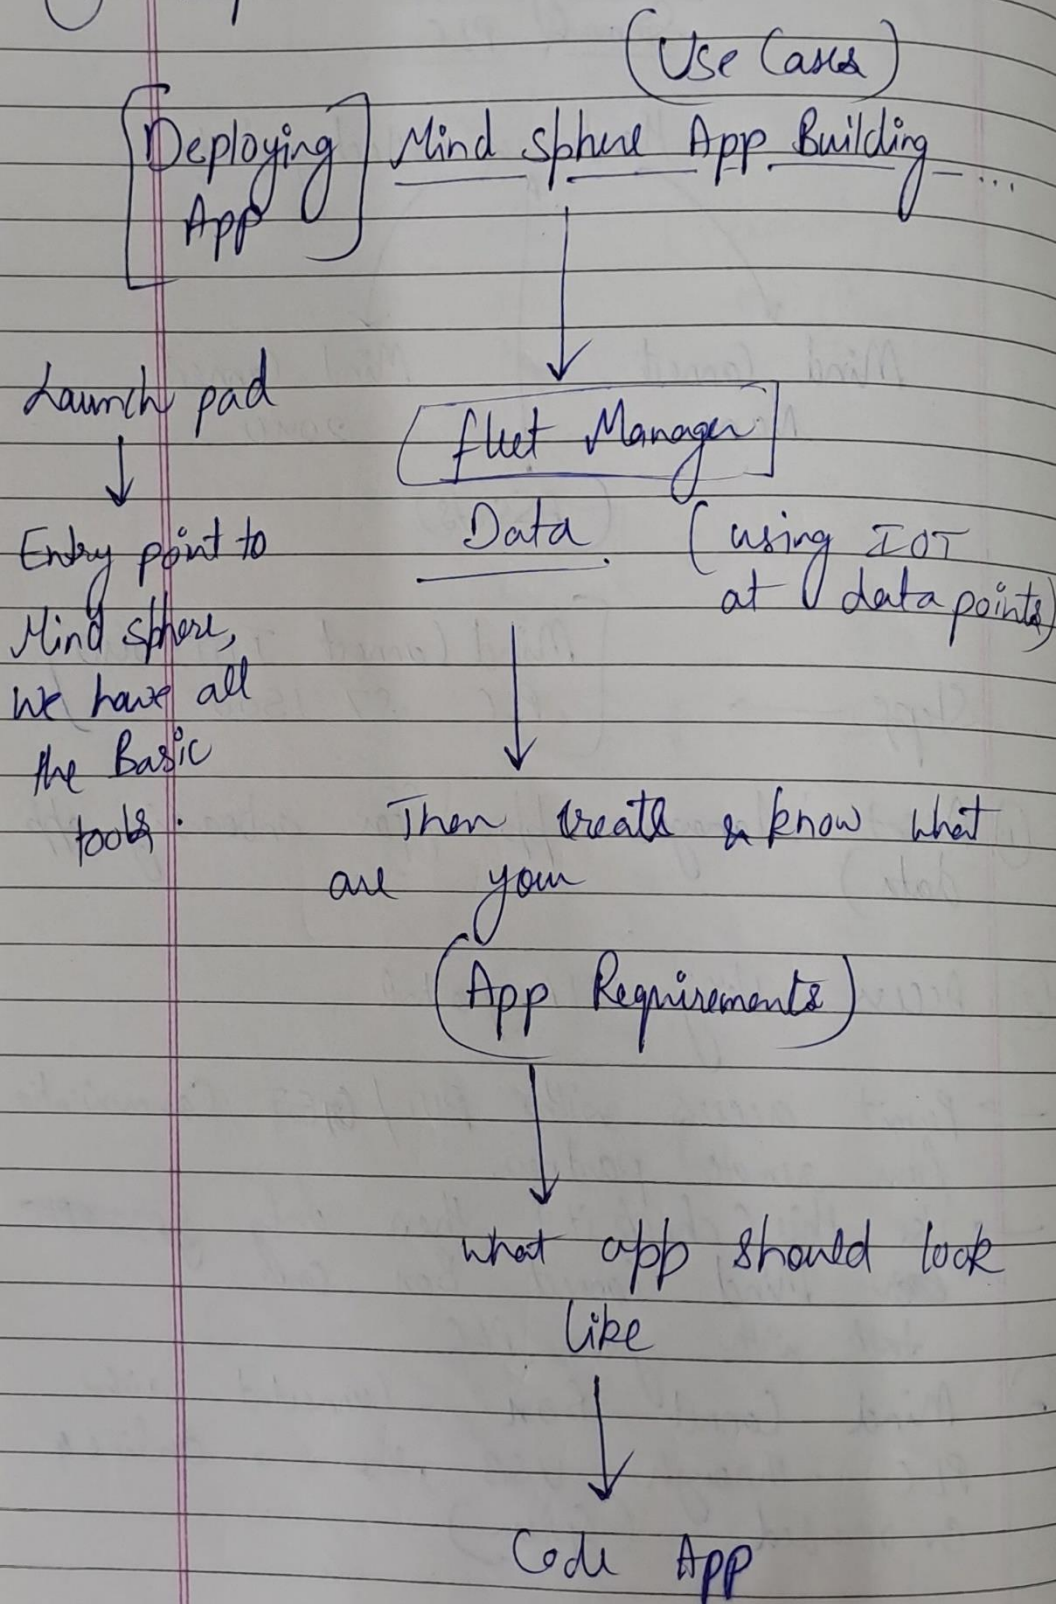 (Use Cases)
[Deploying App] Mind Sphere App Building - ...
Launch pad
Entry point to
Mind sphere,
We have all
the Basic
tools.
[fleet Manager]
Data (using IOT
at data points)
Then create & know what
are your
(App Requirements)
what app should look
like
Code App